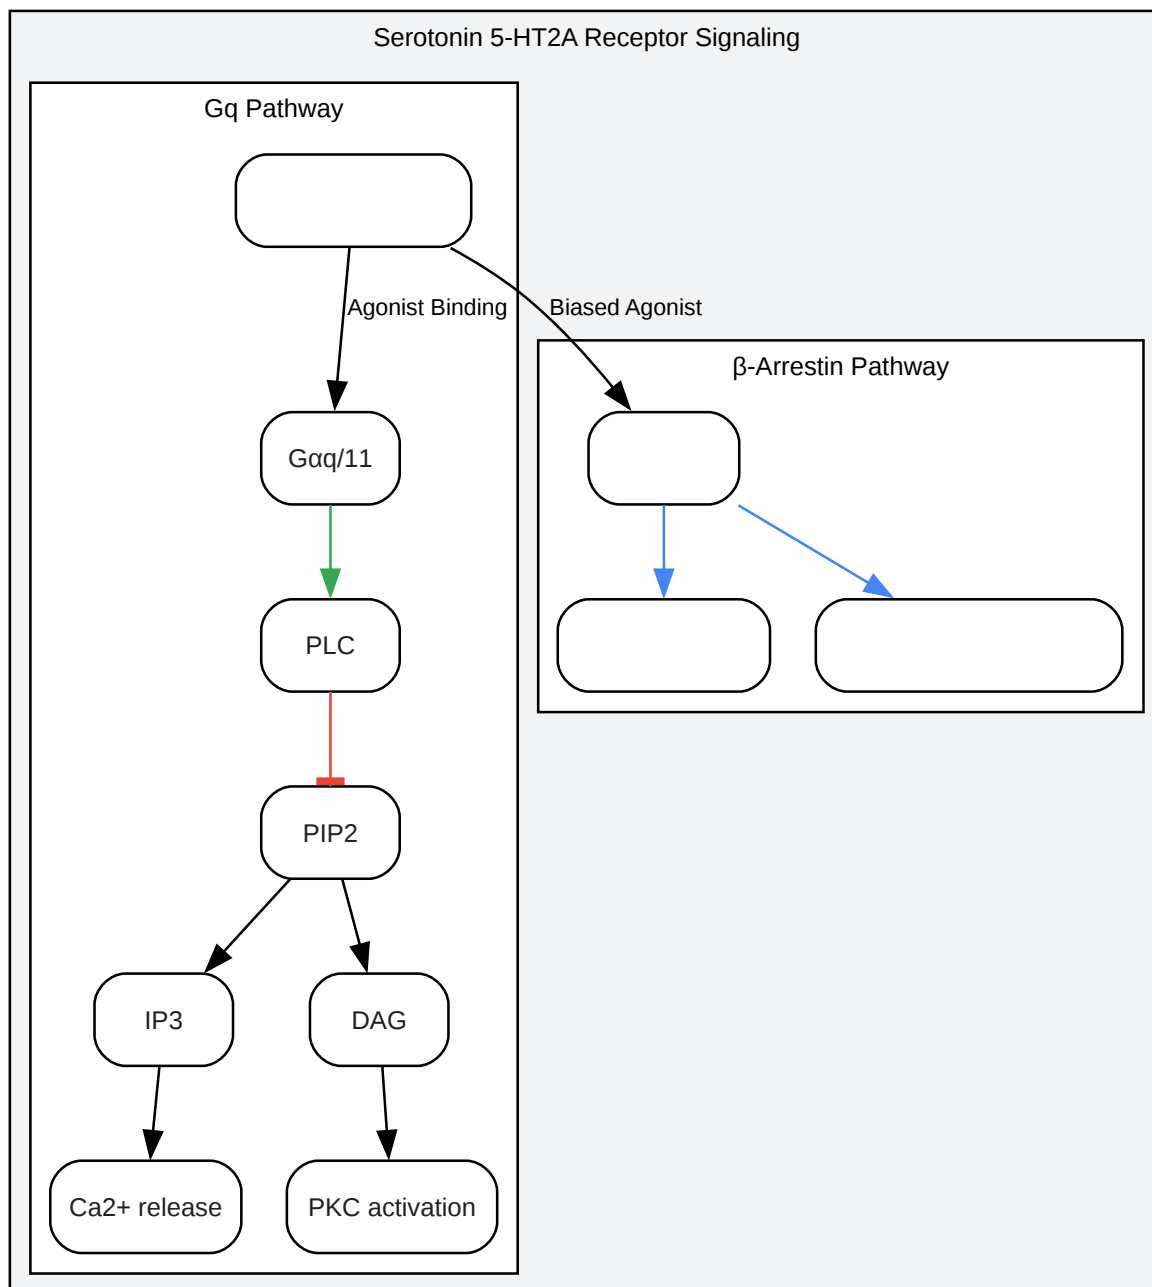 Serotonin 5-HT2A Receptor Signaling
Gq Pathway
Agonist Binding
Biased Agonist
β-Arrestin Pathway
Gαq/11
PLC
PIP2
IP3
DAG
Ca2+ release
PKC activation